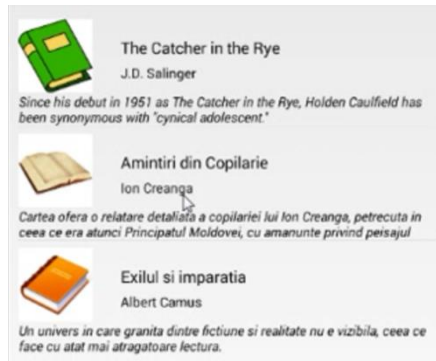 The Catcher in the Rye
J.D. Salinger
Since his debut in 1951 as The Catcher in the Rye, Holden Caulfield has
been synonymous with "cynical adolescent."
Amintiri din Copilarie
Ion Creanga
Cartea ofera o relatare detaliata a copilariei lui Ion Creanga, petrecuta in
ceea ce era atunci Principatul Moldovei, cu amanunte privind peisajul
Exilul si imparatia
Albert Camus
Un univers in care granita dintre fictiune si realitate nu e vizibila, ceea ce
face cu atat mai atragatoare lectura.